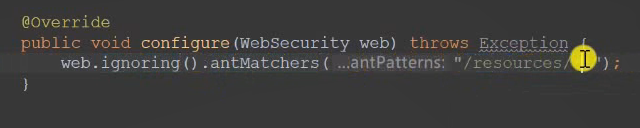 @Override
public void configure(WebSecurity web) throws Exception {
web.ignoring().antMatchers( ...antPatterns: "/resources/ ");
}